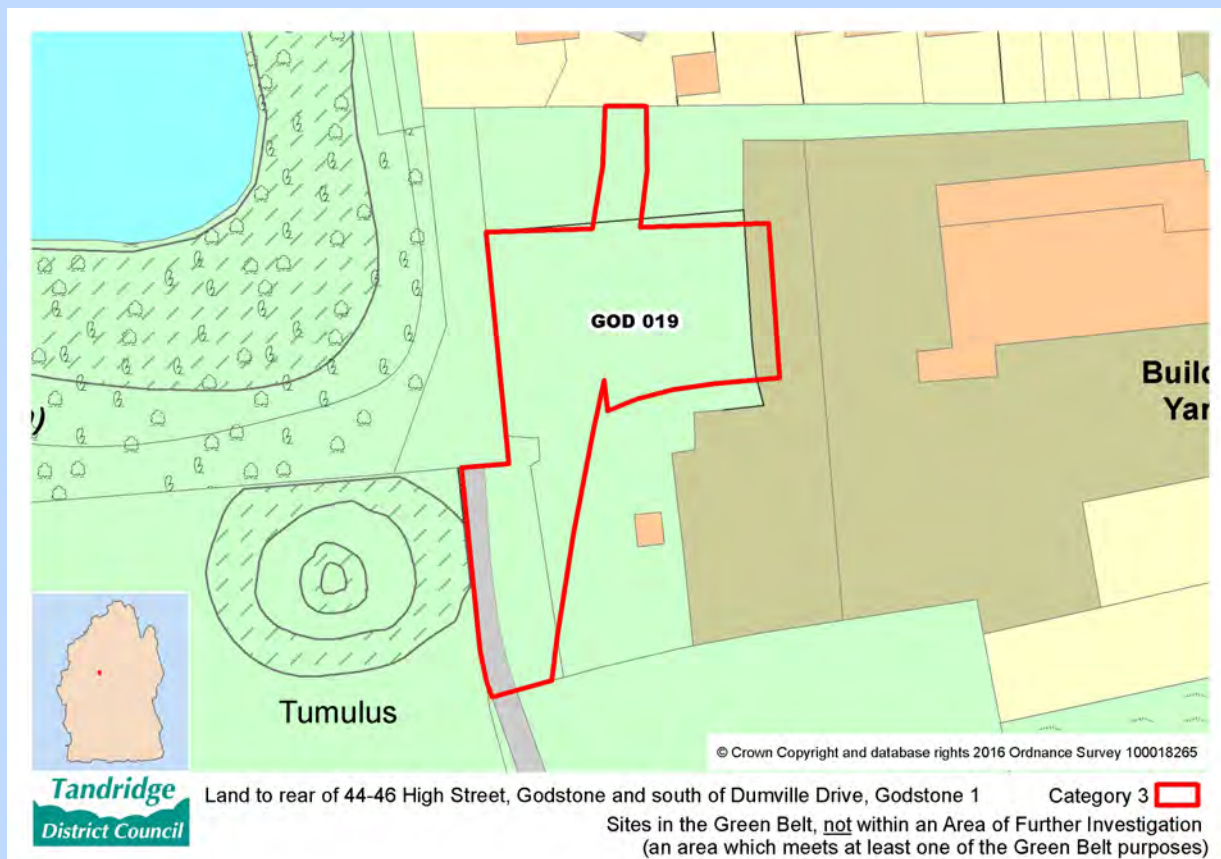 GOD 019
Buil
Yar
Tumulus
© Crown Copyright and database rights 2016 Ordnance Survey 100018265
Tandridge
District Council
Land to rear of 44-46 High Street, Godstone and south of Dumville Drive, Godstone 1
Category 3
Sites in the Green Belt, not within an Area of Further Investigation
(an area which meets at least one of the Green Belt purposes)